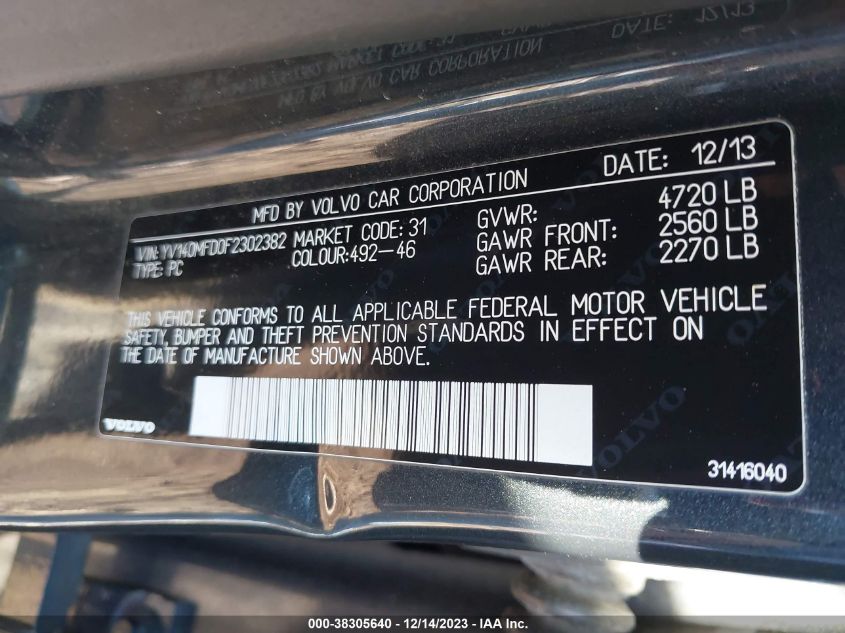 DATE: 12/13
MFD BY VOLVO CAR CORPORATION
VIN: YV140MFD0F2302382 MARKET CODE: 31 GVWR: 4720 LB
TYPE: PC COLOUR:492-46 GAWR FRONT: 2560 LB
GAWR REAR: 2270 LB
THIS VEHICLE CONFORMS TO ALL APPLICABLE FEDERAL MOTOR VEHICLE
SAFETY, BUMPER AND THEFT PREVENTION STANDARDS IN EFFECT ON
THE DATE OF MANUFACTURE SHOWN ABOVE.
VOLVO
31416040
000-38305640 - 12/14/2023 - IMPACT AUCTIONS LLC.